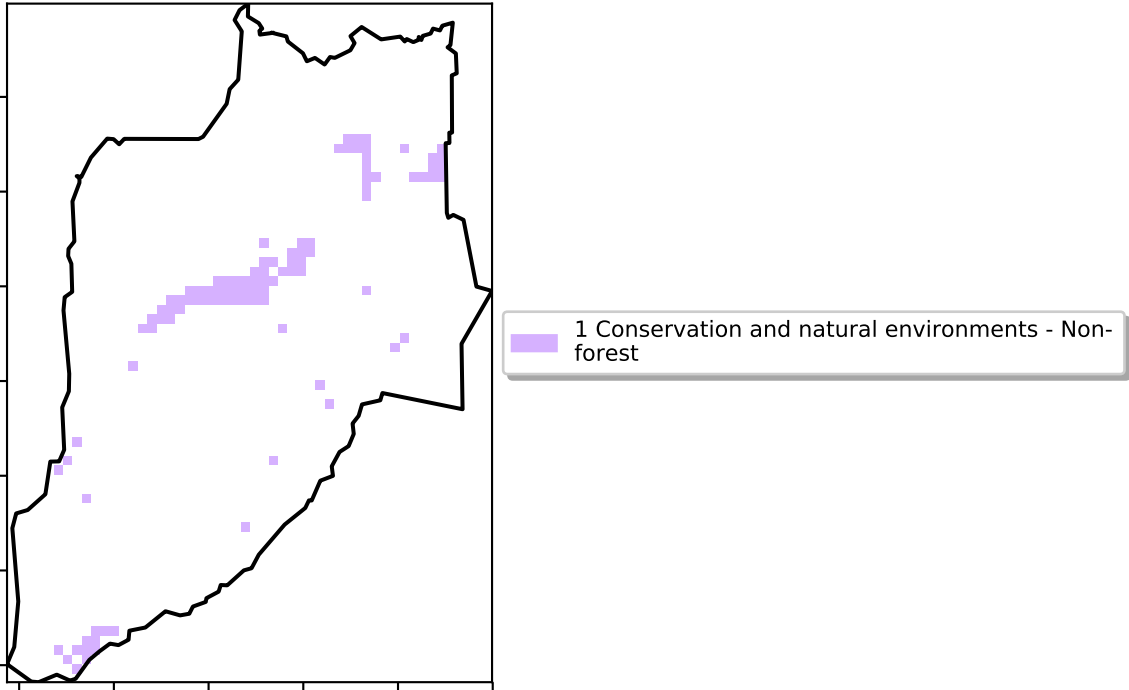 1 Conservation and natural environments - Non-
forest